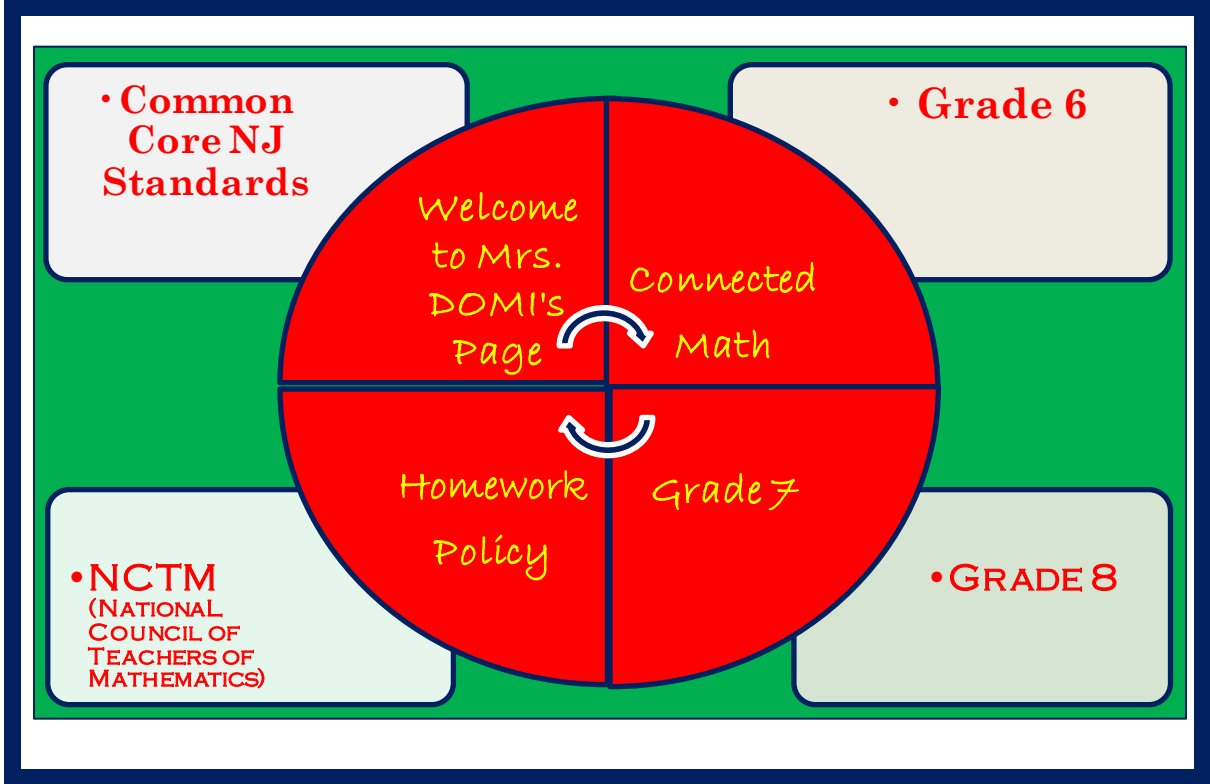 • Common
Core NJ
Standards
• Grade 6
Welcome
to Mrs.
DOMI's
Page
Connected
Math
Homework
Policy
Grade 7
• NCTM
(National
Council of
Teachers of
Mathematics)
• Grade 8